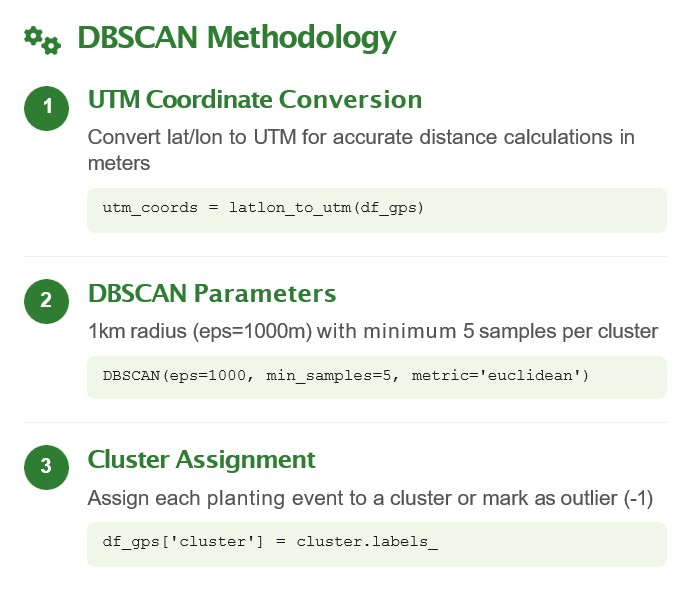 DBSCAN Methodology
1
UTM Coordinate Conversion
Convert lat/lon to UTM for accurate distance calculations in
meters
utm_coords = latlon_to_utm(df_gps)
2
DBSCAN Parameters
1km radius (eps=1000m) with minimum 5 samples per cluster
DBSCAN(eps=1000, min_samples=5, metric='euclidean')
3
Cluster Assignment
Assign each planting event to a cluster or mark as outlier (-1)
df_gps['cluster'] = cluster.labels_